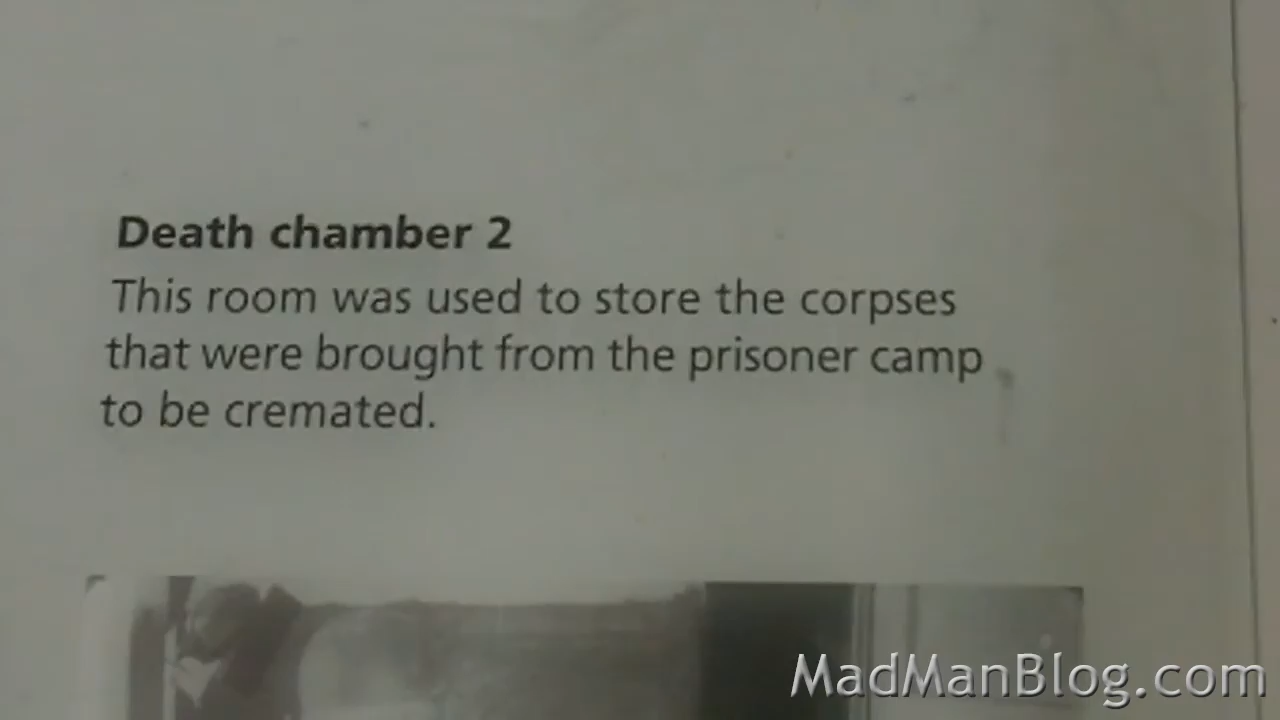 Death chamber 2
This room was used to store the corpses
that were brought from the prisoner camp
to be cremated.
MadManBlog.com